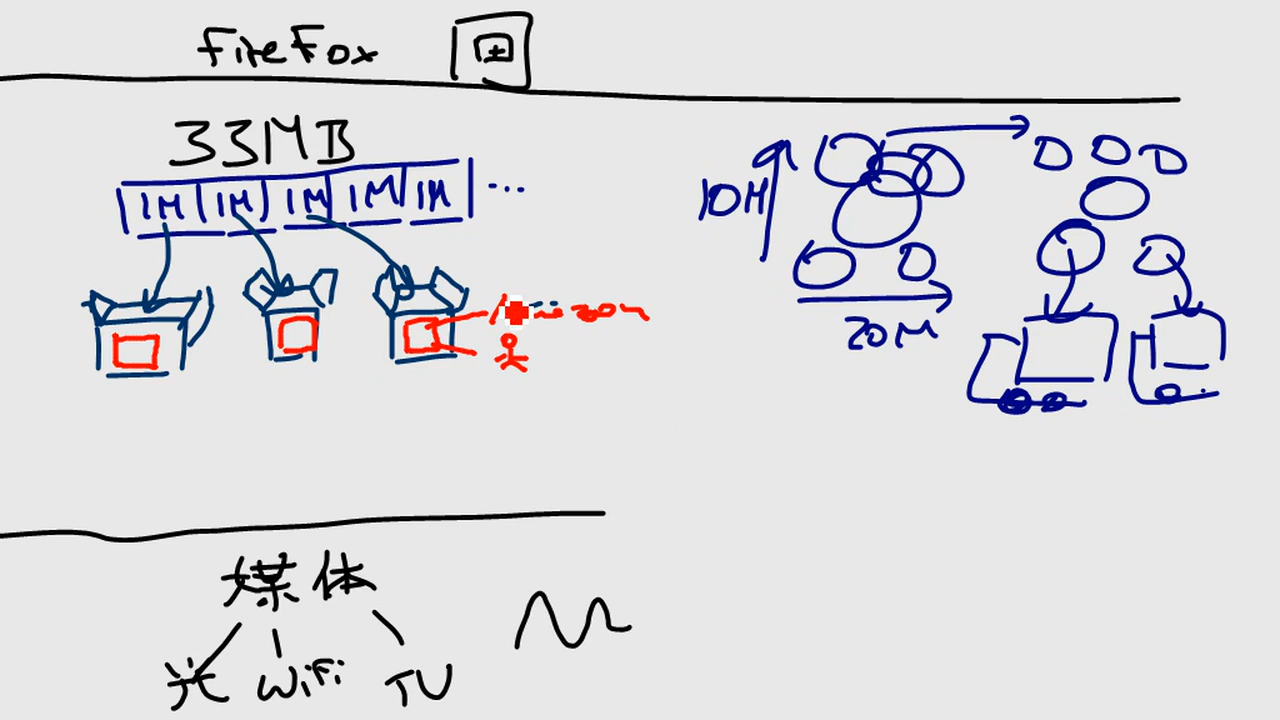 FireFox
33MB
1M 1M 1M 1M 1M ...
10M
20M
媒体
光 WiFi TV